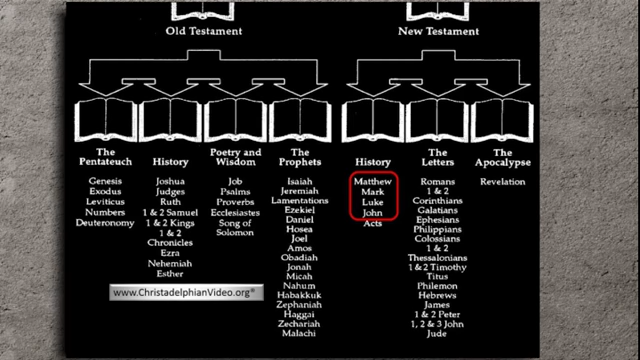 Old Testament
New Testament
The Pentateuch
Genesis
Exodus
Leviticus
Numbers
Deuteronomy
History
Joshua
Judges
Ruth
1 & 2 Samuel
1 & 2 Kings
1 & 2
Chronicles
Ezra
Nehemiah
Esther
Poetry and
Wisdom
Job
Psalms
Proverbs
Ecclesiastes
Song of
Solomon
The
Prophets
Isaiah
Jeremiah
Lamentations
Ezekiel
Daniel
Hosea
Joel
Amos
Obadiah
Jonah
Micah
Nahum
Habakkuk
Zephaniah
Haggai
Zechariah
Malachi
History
Matthew
Mark
Luke
John
Acts
The
Letters
Romans
1 & 2
Corinthians
Galatians
Ephesians
Philippians
Colossians
1 & 2
Thessalonians
1 & 2 Timothy
Titus
Philemon
Hebrews
James
1 & 2 Peter
1, 2 & 3 John
Jude
The
Apocalypse
Revelation
www.ChristadelphianVideo.org®